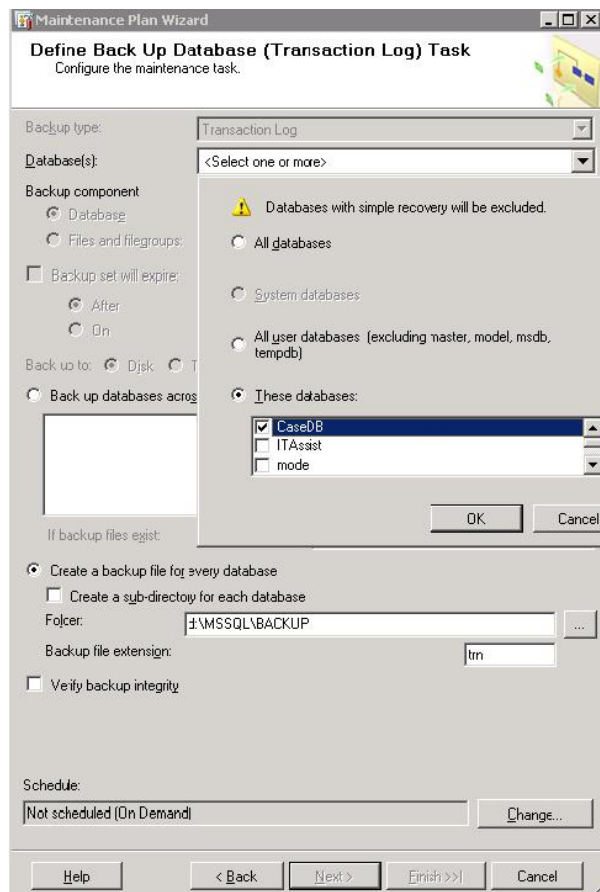 Maintenance Plan Wizard
Define Back Up Database (Transaction Log) Task
Configure the maintenance task.
Backup type:
Transaction Log
Database(s):
<Select one or more>
Backup component
Database
Files and filegroups:
Backup set will expire:
After
On
Back up to: Disk T
Back up databases acros
If backup files exist:
Databases with simple recovery will be excluded.
All databases
System databases
All user databases (excluding master, model, msdb,
tempdb)
These databases:
CaseDB
ITAssist
mode
OK
Cancel
Create a backup file for every database
Create a sub-directory for each database
Folder:
d:\MSSQL\BACKUP
...
Backup file extension:
trn
Verify backup integrity
Schedule:
Not scheduled (On Demand)
Change...
Help
< Back
Next >
Finish >>|
Cancel